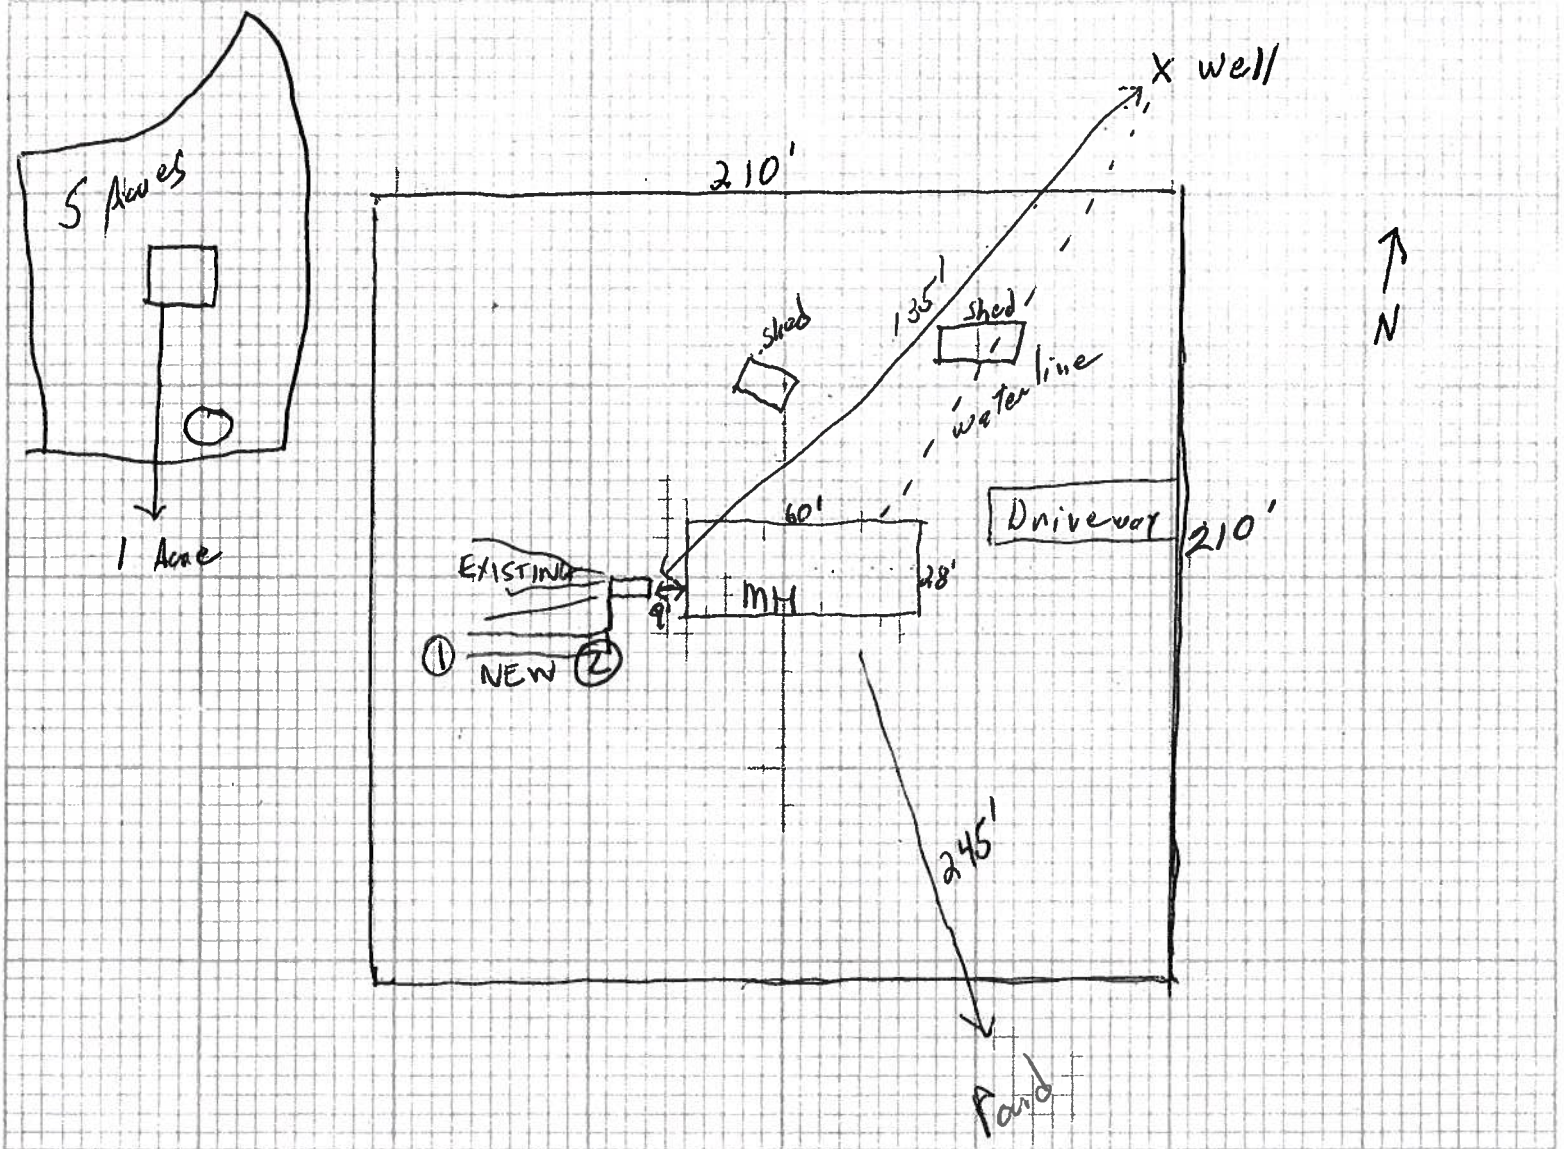 X well
210'
5 Acres
135'
shed
shed
water line
N
60'
Driveway
210'
1 Acre
EXISTING
28'
9'
MH
1
NEW
2
245'
Pond